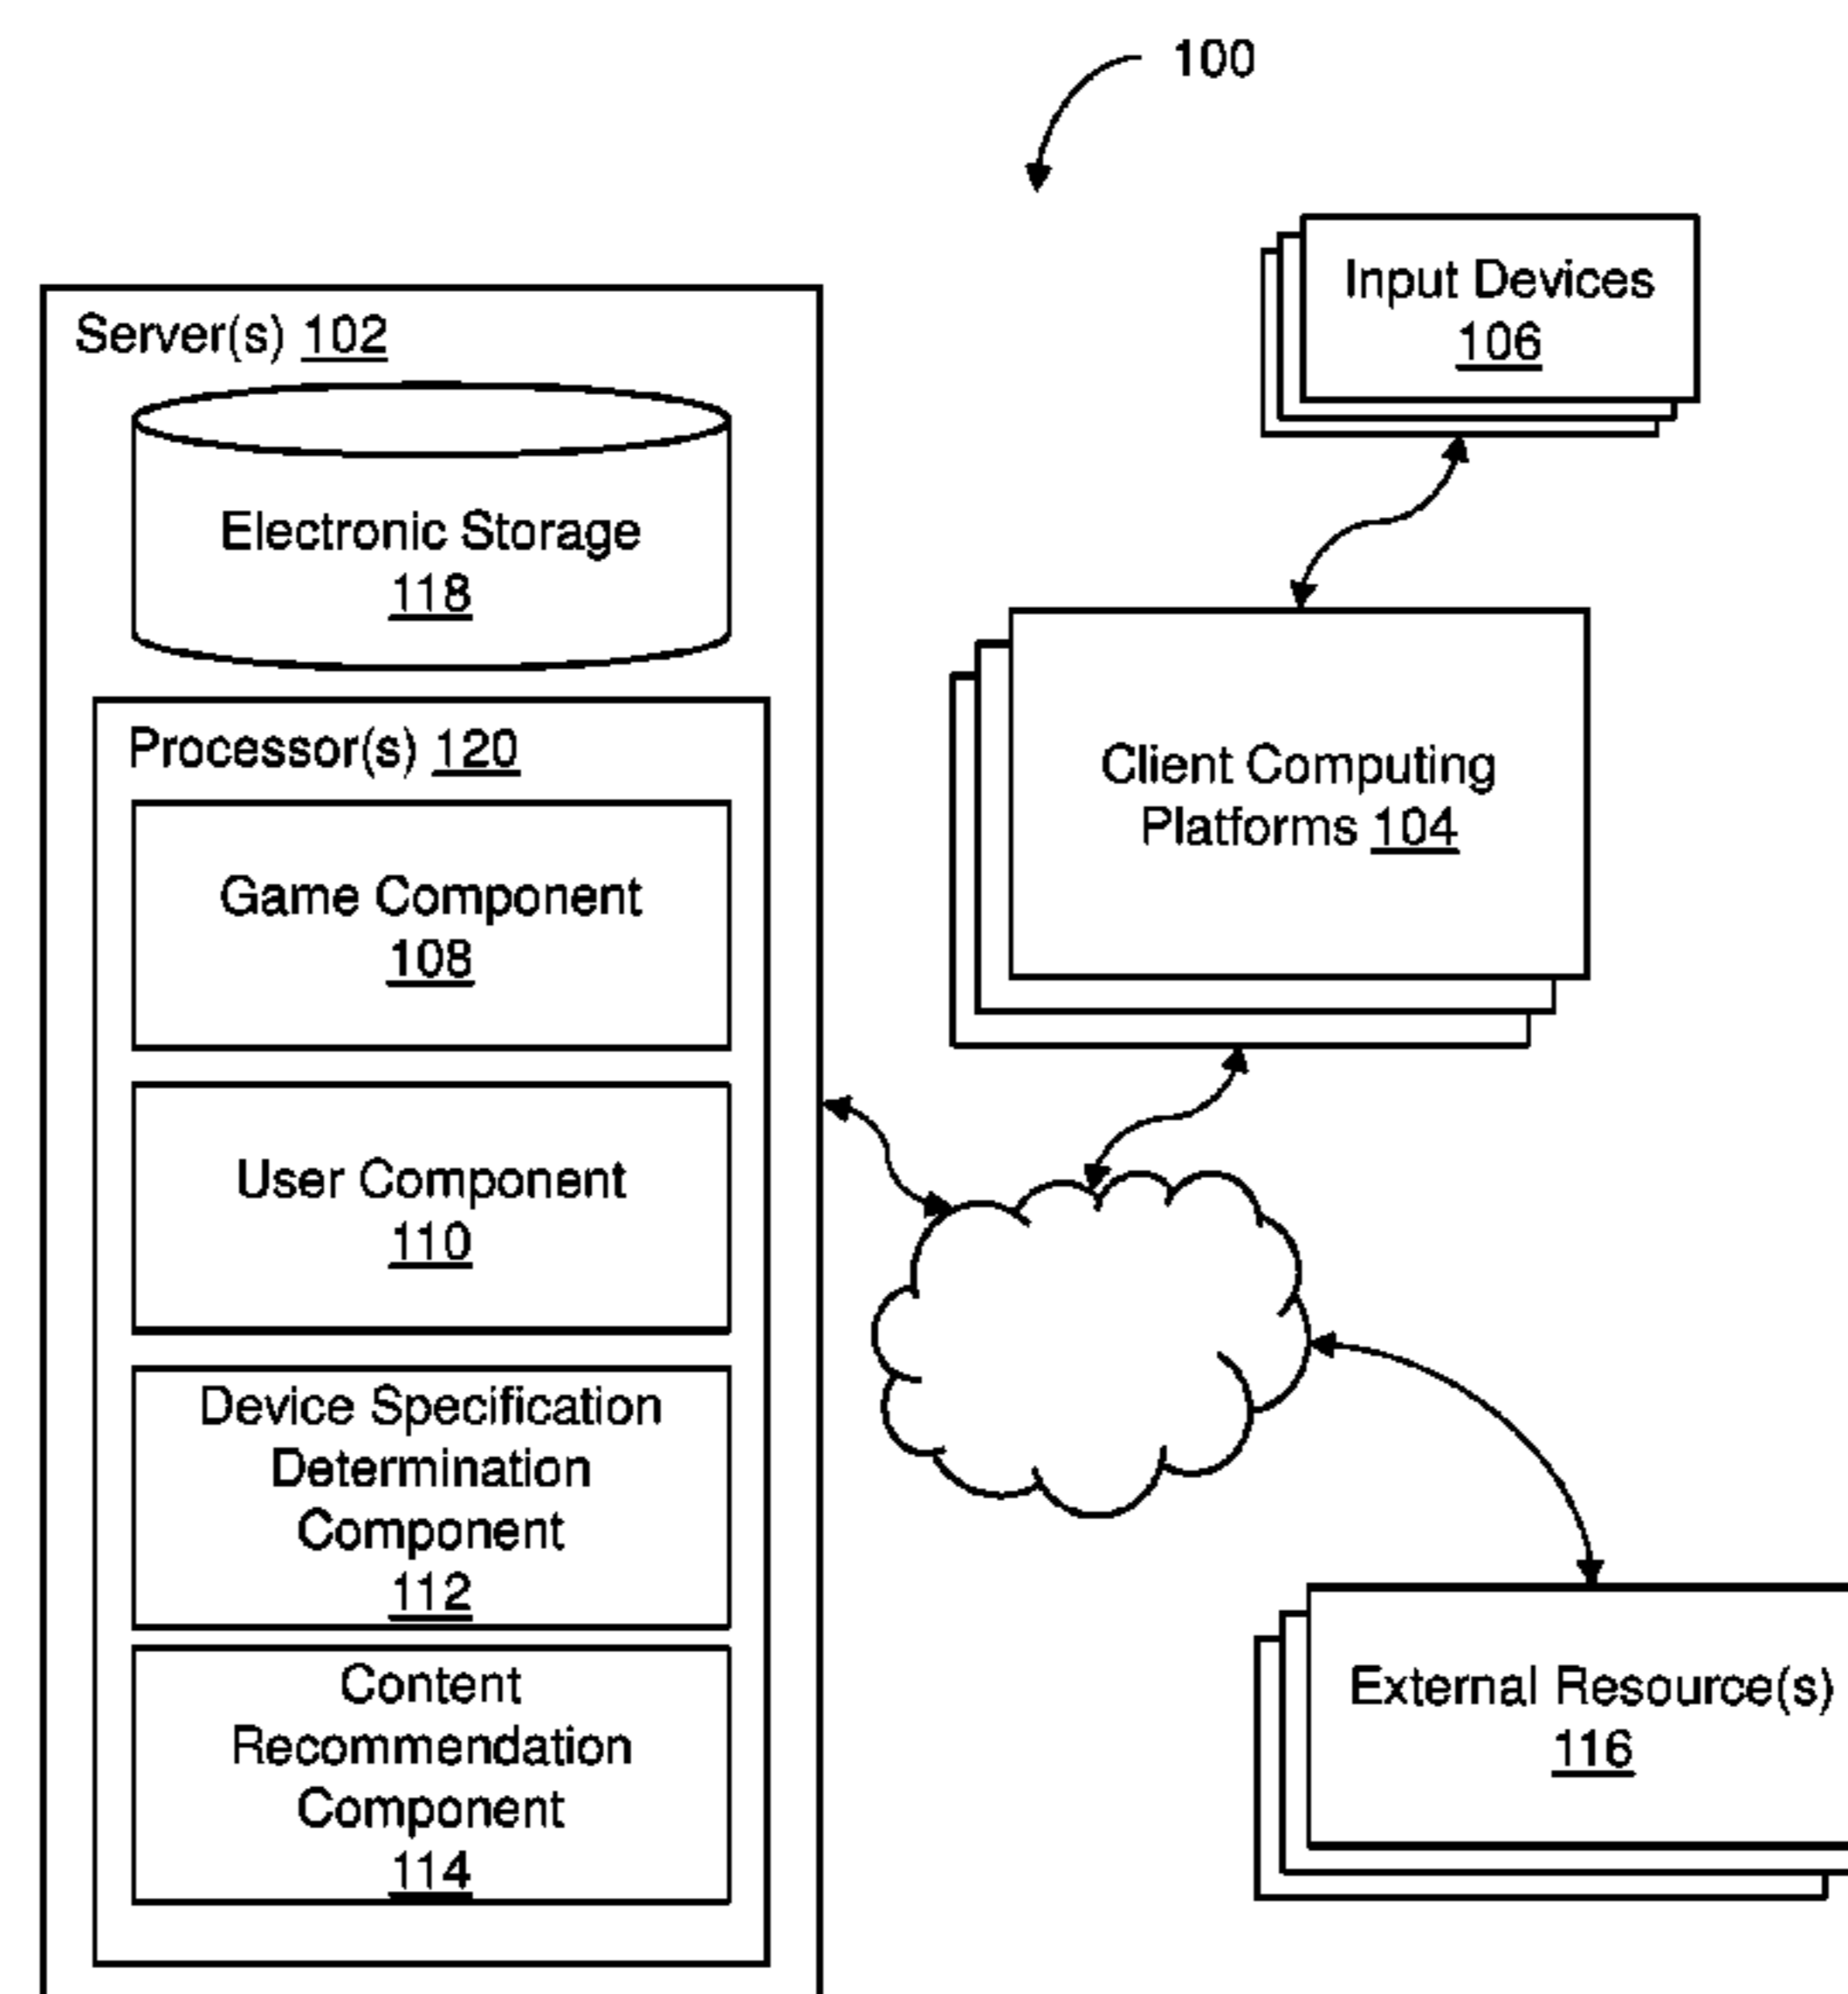 100
Server(s) 102
Electronic Storage
118
Processor(s) 120
Game Component
108
User Component
110
Device Specification
Determination
Component
112
Content
Recommendation
Component
114
Input Devices
106
Client Computing
Platforms 104
External Resource(s)
116